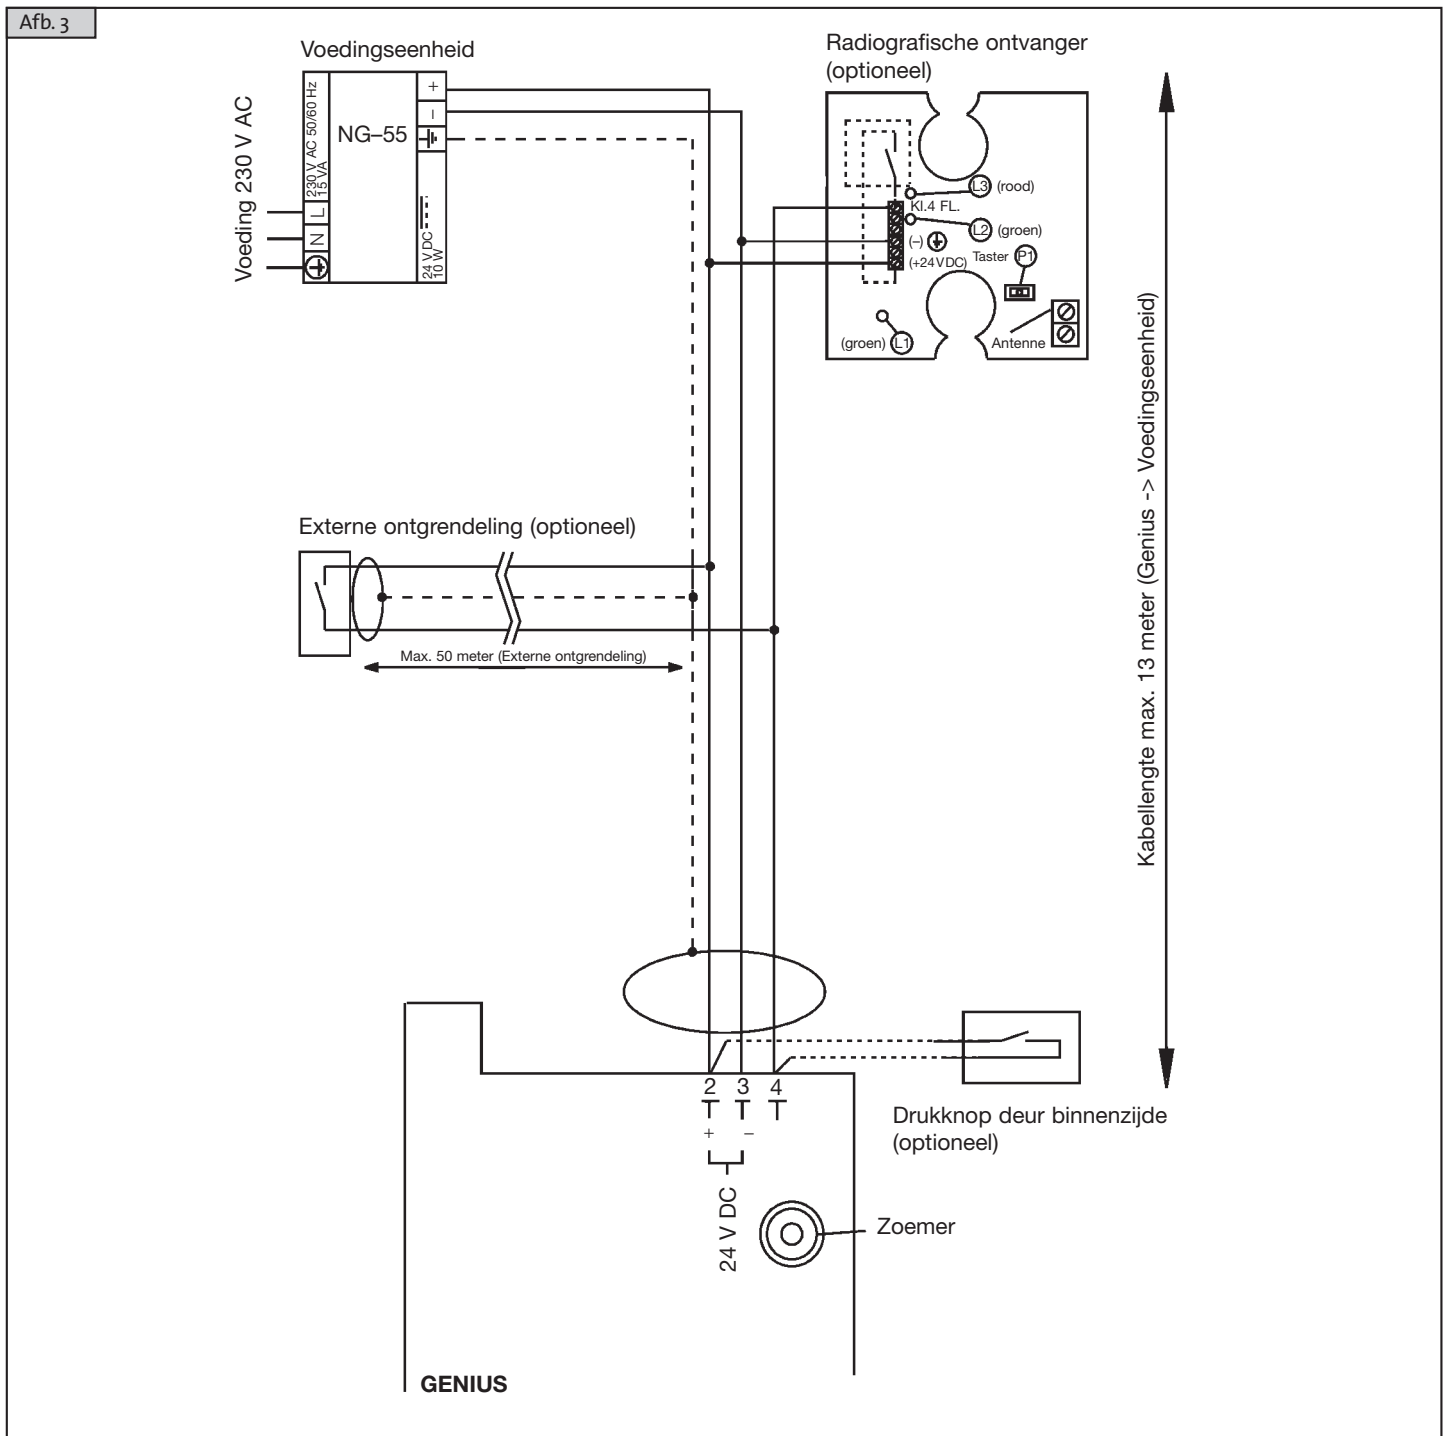 Afb. 3
Voedingseenheid
Voeding 230 V AC
230 V AC 50/60 Hz
15 VA
L
N
NG–55
+
–
24 V DC
10 W
Radiografische ontvanger
(optioneel)
L3 (rood)
Kl.4 FL.
L2 (groen)
(–)
(+24 V DC)
Taster P1
(groen) L1
Antenne
Kabellengte max. 13 meter (Genius -> Voedingseenheid)
Externe ontgrendeling (optioneel)
Max. 50 meter (Externe ontgrendeling)
2 3 4
+ –
24 V DC
Drukknop deur binnenzijde
(optioneel)
Zoemer
GENIUS